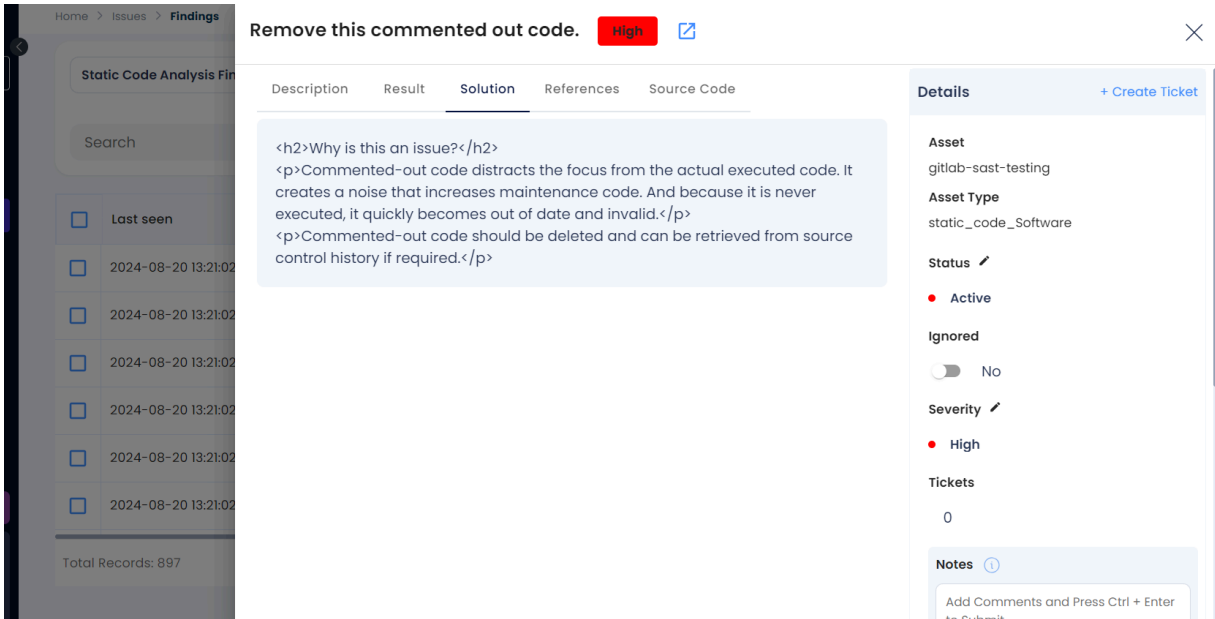 Home > Issues > Findings
Static Code Analysis Fin
Search
Last seen
2024-08-20 13:21:02
2024-08-20 13:21:02
2024-08-20 13:21:02
2024-08-20 13:21:02
2024-08-20 13:21:02
2024-08-20 13:21:02
Total Records: 897
Remove this commented out code. High
Description Result Solution References Source Code
<h2>Why is this an issue?</h2>
<p>Commented-out code distracts the focus from the actual executed code. It
creates a noise that increases maintenance code. And because it is never
executed, it quickly becomes out of date and invalid.</p>
<p>Commented-out code should be deleted and can be retrieved from source
control history if required.</p>
Details + Create Ticket
Asset
gitlab-sast-testing
Asset Type
static_code_Software
Status
Active
Ignored
No
Severity
High
Tickets
0
Notes
Add Comments and Press Ctrl + Enter
to Submit